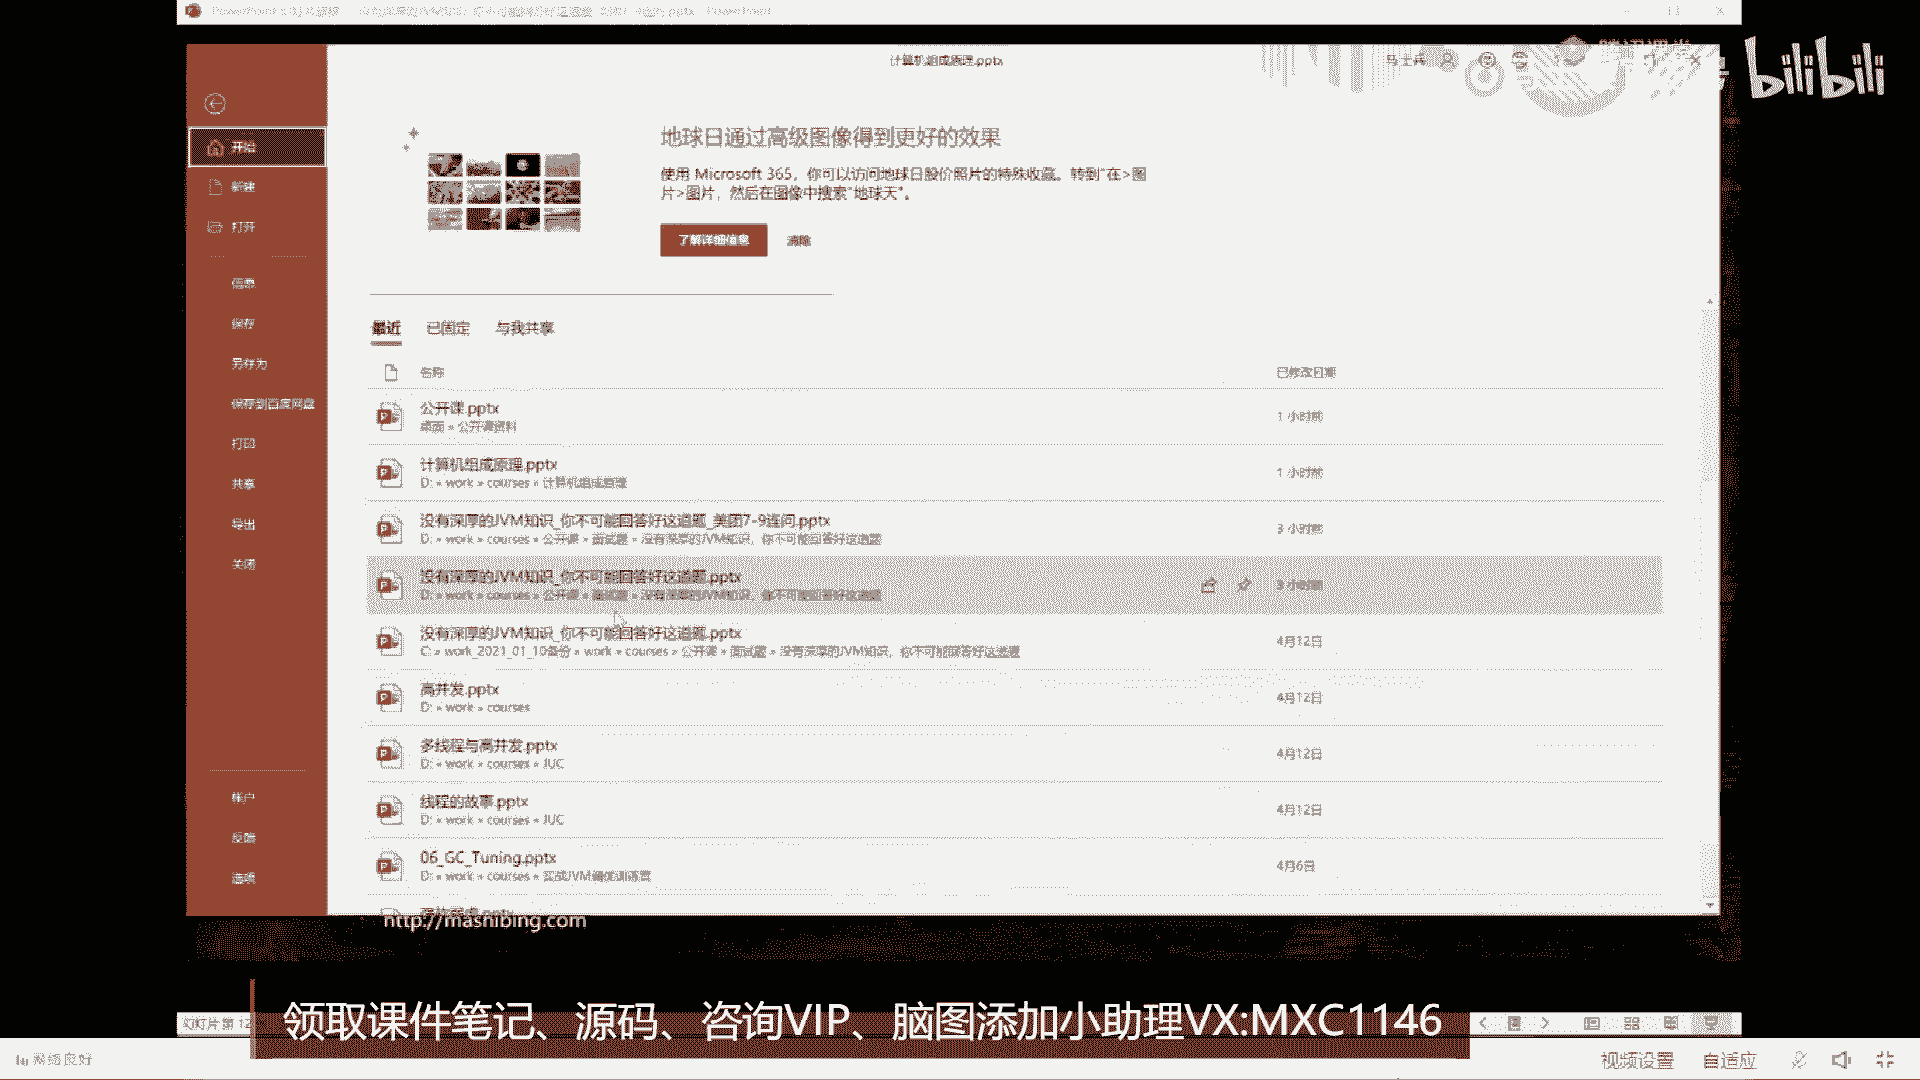 计算机组成原理.pptx
马士兵
bilibili
开始
新建
打开
信息
保存
另存为
保存到百度网盘
打印
共享
导出
关闭
帐户
反馈
选项
地球日通过高级图像得到更好的效果
使用 Microsoft 365，你可以访问地球日股价照片的特殊收藏。转到"在>图
片>图片，然后在图像中搜索"地球天"。
了解详细信息
清除
最近 已固定 与我共享
名称 已修改日期
公开课.pptx
桌面 » 公开课资料
1 小时前
计算机组成原理.pptx
D: » work » courses » 计算机组成原理
1 小时前
没有深厚的JVM知识_你不可能回答好这道题_美团7-9连问.pptx
D: » work » courses » 公开课 » 面试题 » 没有深厚的JVM知识，你不可能回答好这道题
3 小时前
没有深厚的JVM知识_你不可能回答好这道题.pptx
D: » work » courses » 公开课 » 面试题 » 没有深厚的JVM知识，你不可能回答好这道题
3 小时前
没有深厚的JVM知识_你不可能回答好这道题.pptx
C: » work_2021_01_10备份 » work » courses » 公开课 » 面试题 » 没有深厚的JVM知识，你不可能回答好这道题
4月12日
高并发.pptx
D: » work » courses
4月12日
多线程与高并发.pptx
D: » work » courses » JUC
4月12日
线程的故事.pptx
D: » work » courses » JUC
4月12日
06_GC_Tuning.pptx
D: » work » courses » 实战JVM调优训练营
4月6日
http://mashibing.com
领取课件笔记、源码、咨询VIP、脑图添加小助理VX:MXC1146
幻灯片 第 12
网络良好
视频设置 自适应